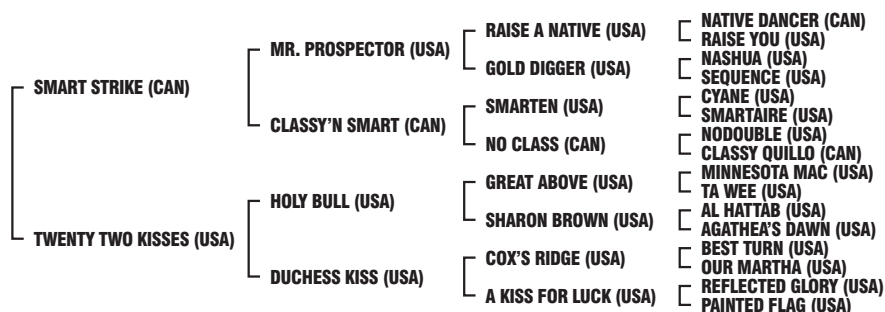 NATIVE DANCER (CAN)
RAISE A NATIVE (USA)
RAISE YOU (USA)
MR. PROSPECTOR (USA)
NASHUA (USA)
GOLD DIGGER (USA)
SEQUENCE (USA)
SMART STRIKE (CAN)
CYANE (USA)
SMARTEN (USA)
SMARTAIRE (USA)
CLASSY'N SMART (CAN)
NODOUBLE (USA)
NO CLASS (CAN)
CLASSY QUILLO (CAN)
MINNESOTA MAC (USA)
GREAT ABOVE (USA)
TA WEE (USA)
HOLY BULL (USA)
AL HATTAB (USA)
SHARON BROWN (USA)
AGATHEA'S DAWN (USA)
TWENTY TWO KISSES (USA)
BEST TURN (USA)
COX'S RIDGE (USA)
OUR MARTHA (USA)
DUCHESS KISS (USA)
REFLECTED GLORY (USA)
A KISS FOR LUCK (USA)
PAINTED FLAG (USA)